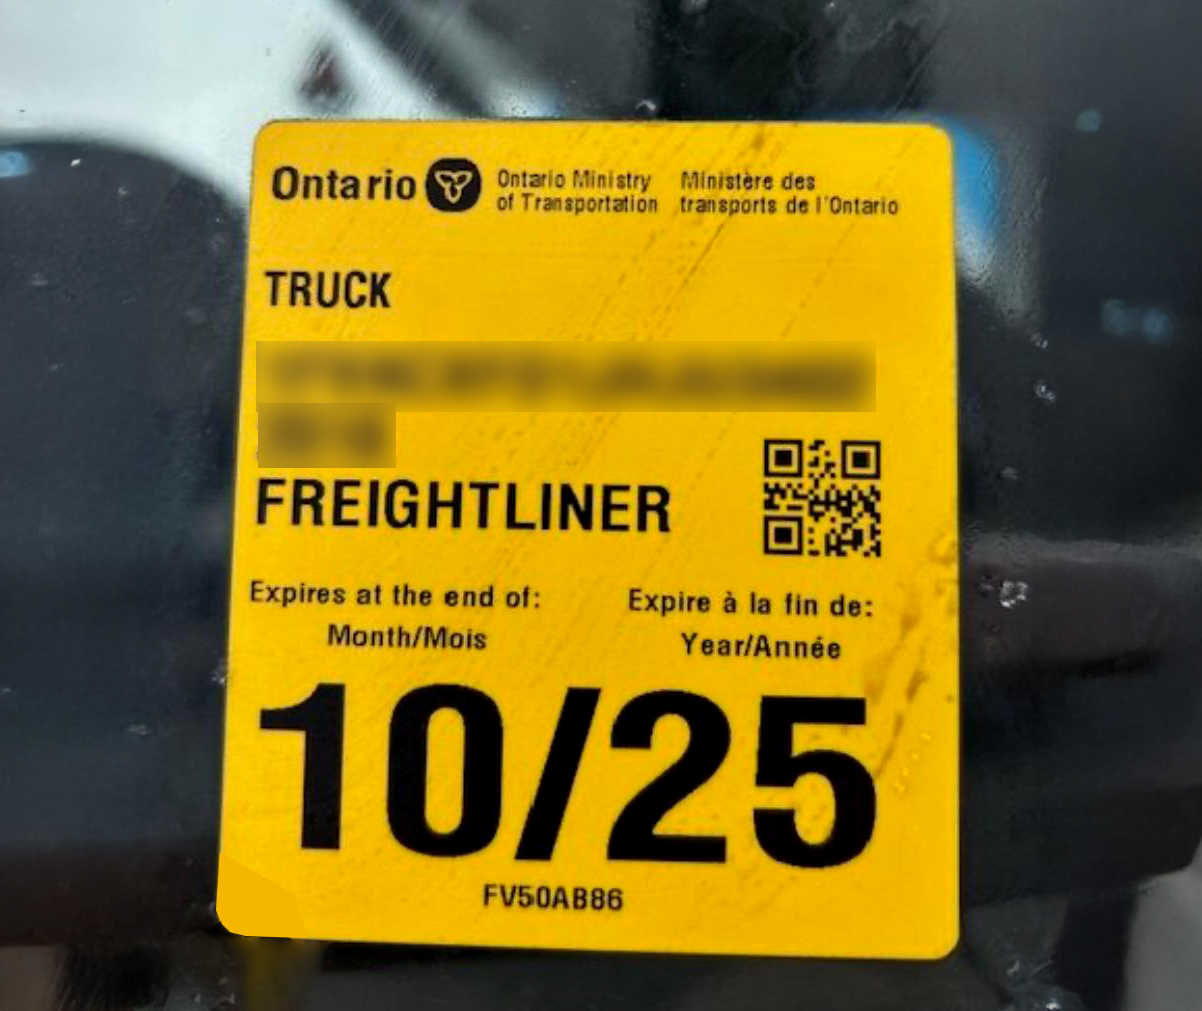 Ontario Ontario Ministry of Transportation Ministère des transports de l'Ontario
TRUCK
FREIGHTLINER
Expires at the end of: Expire à la fin de:
Month/Mois Year/Année
10/25
FV50AB86